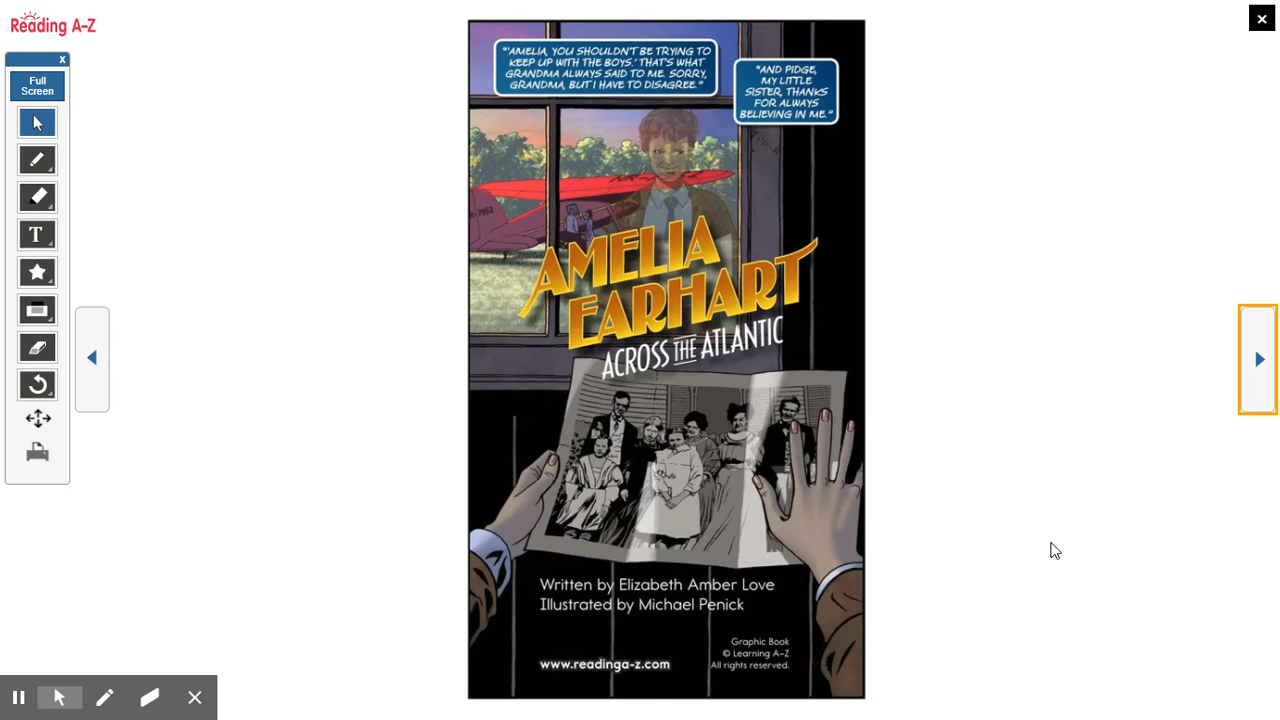 Reading A-Z
x
Full
Screen
T
"'AMELIA, YOU SHOULDN'T BE TRYING TO
KEEP UP WITH THE BOYS.' THAT'S WHAT
GRANDMA ALWAYS SAID TO ME. SORRY,
GRANDMA, BUT I HAVE TO DISAGREE."
"AND PIDGE,
MY LITTLE
SISTER, THANKS
FOR ALWAYS
BELIEVING IN ME."
AMELIA
EARHART
ACROSS THE ATLANTIC
Written by Elizabeth Amber Love
Illustrated by Michael Penick
Graphic Book
© Learning A–Z
All rights reserved.
www.readinga-z.com